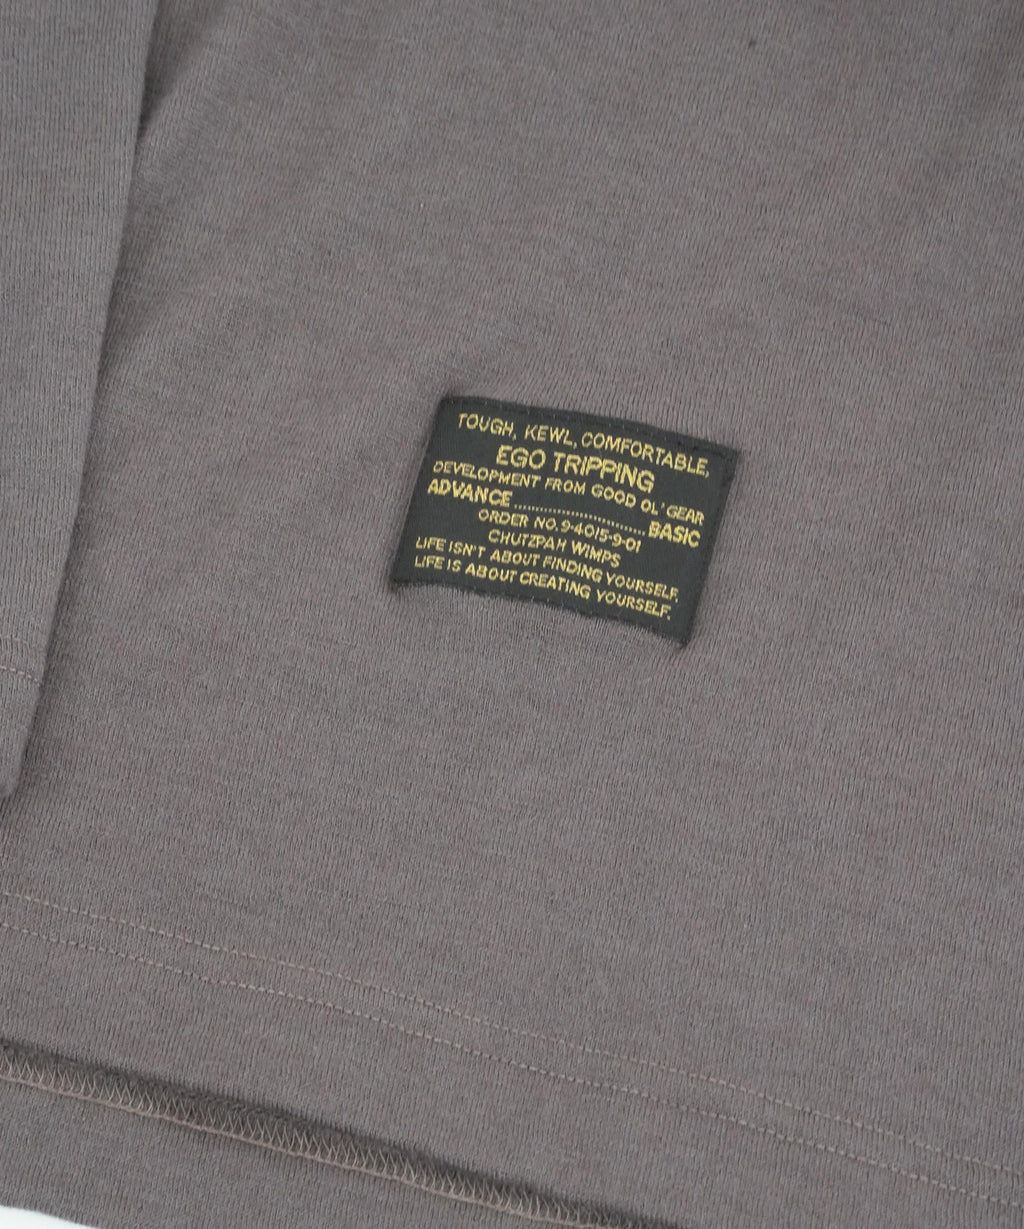 TOUGH, KEWL, COMFORTABLE,
EGO TRIPPING
DEVELOPMENT FROM GOOD OL' GEAR
ADVANCE.........................BASIC
ORDER NO.9-4015-9-01
CHUTZPAH WIMPS
LIFE ISN'T ABOUT FINDING YOURSELF.
LIFE IS ABOUT CREATING YOURSELF.